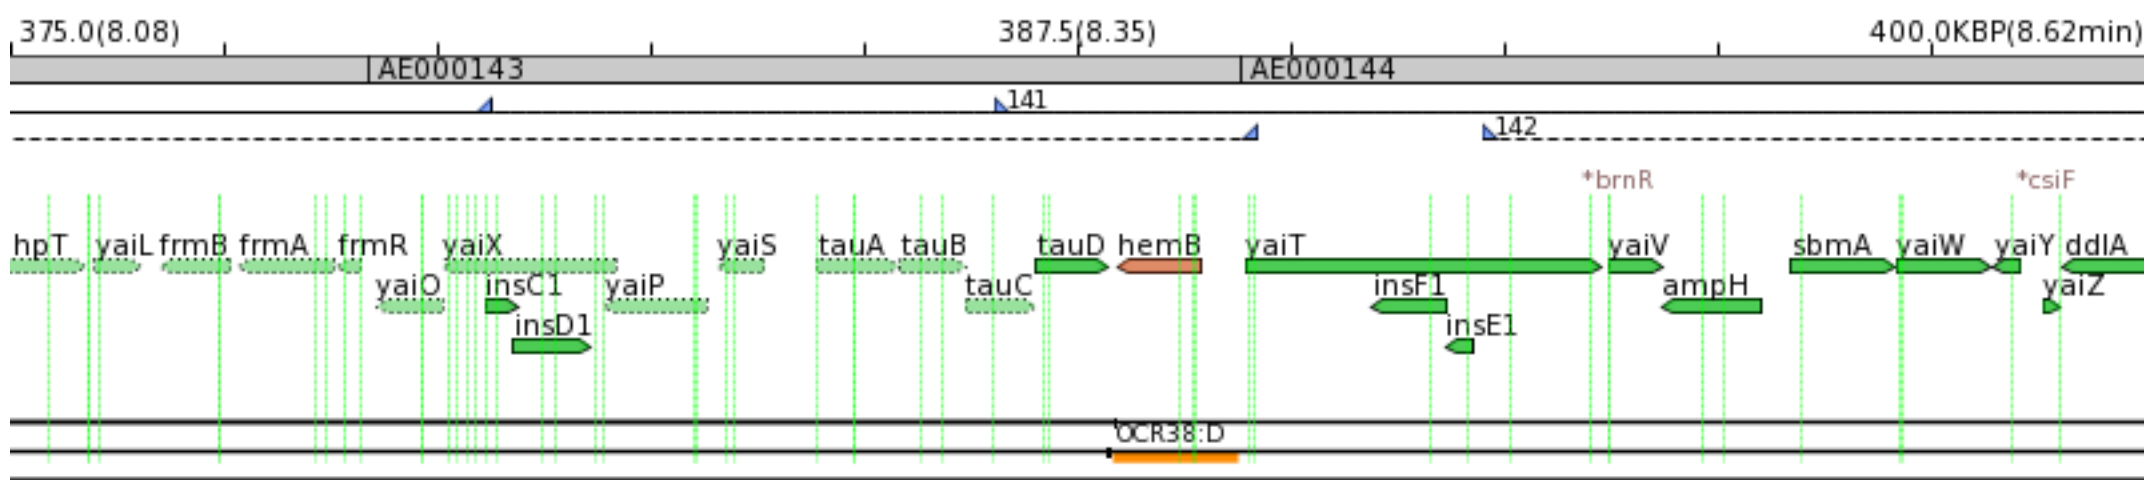 375.0(8.08) 387.5(8.35) 400.0KBP(8.62min)
AE000143 AE000144
141
142
*brnR *csiF
hpT yaiL frmB frmA frmR yaiX yaiS tauA tauB tauD hemB yaiT yaiV sbmA yaiW yaiY ddlA
yaiO insC1 yaiP tauC insF1 ampH yaiZ
insD1 insE1
OCR38:D